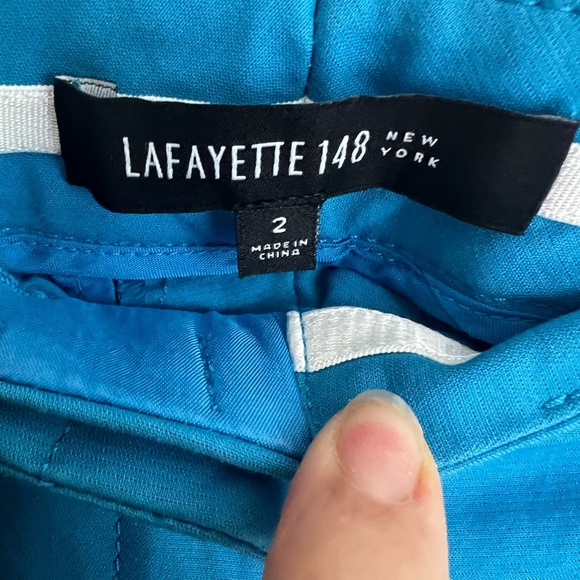 LAFAYETTE 148 NEW YORK
2
MADE IN
CHINA